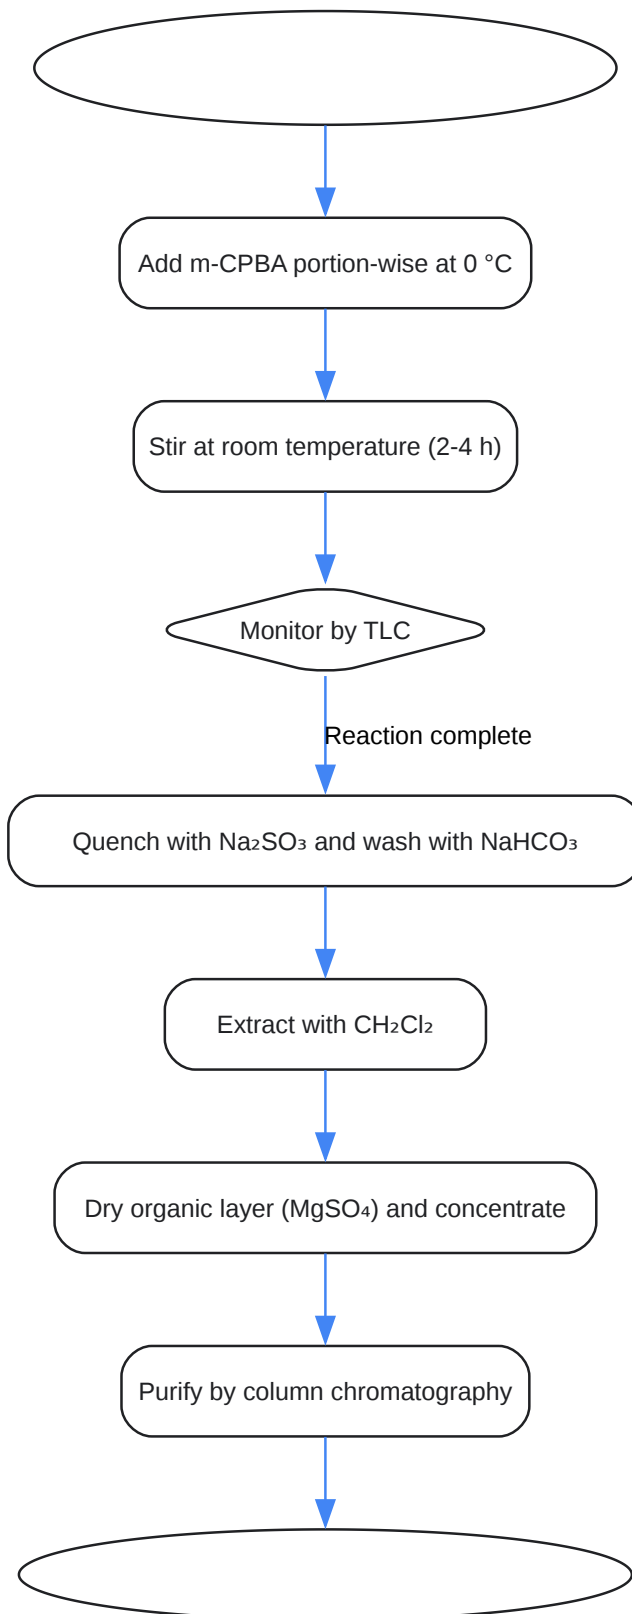 Add m-CPBA portion-wise at 0 °C
Stir at room temperature (2-4 h)
Monitor by TLC
Reaction complete
Quench with Na₂SO₃ and wash with NaHCO₃
Extract with CH₂Cl₂
Dry organic layer (MgSO₄) and concentrate
Purify by column chromatography